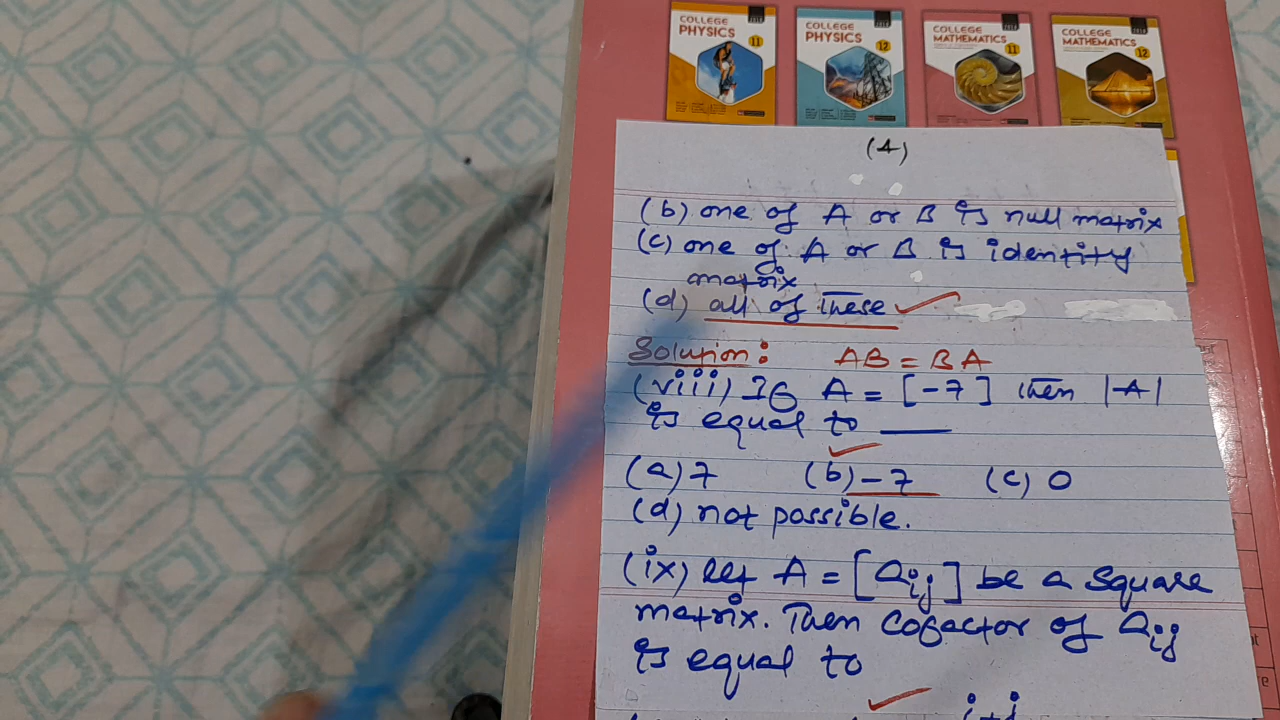 COLLEGE PHYSICS 11
COLLEGE PHYSICS 12
COLLEGE MATHEMATICS 11
COLLEGE MATHEMATICS 12
(4)
(b) one of A or B is null matrix
(c) one of A or B is identity
matrix
(d) all of these ✓
Solution: AB = BA
(viii) If A = [-7] then |A|
is equal to ____
(a) 7 (b) -7 (c) 0
(d) not possible.
(ix) let A = [aij] be a square
matrix. Then Cofactor of aij
is equal to
i+j